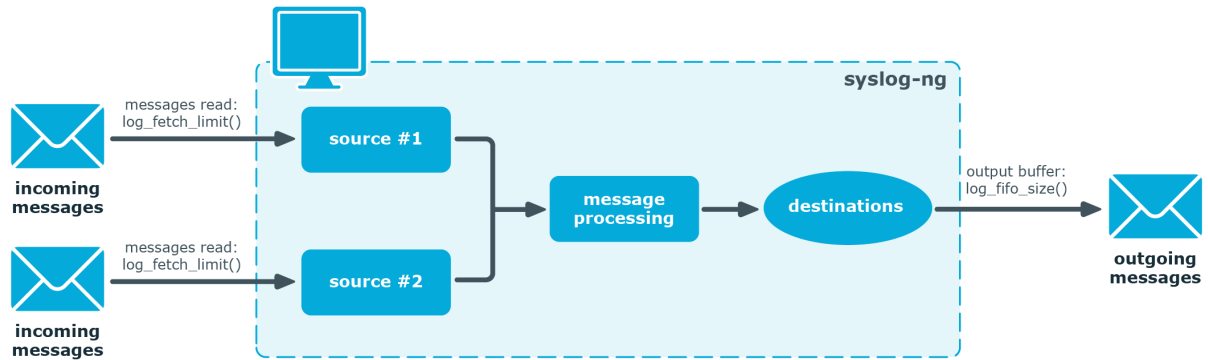 syslog-ng
messages read:
log_fetch_limit()
incoming
messages
source #1
messages read:
log_fetch_limit()
incoming
messages
source #2
message
processing
destinations
output buffer:
log_fifo_size()
outgoing
messages